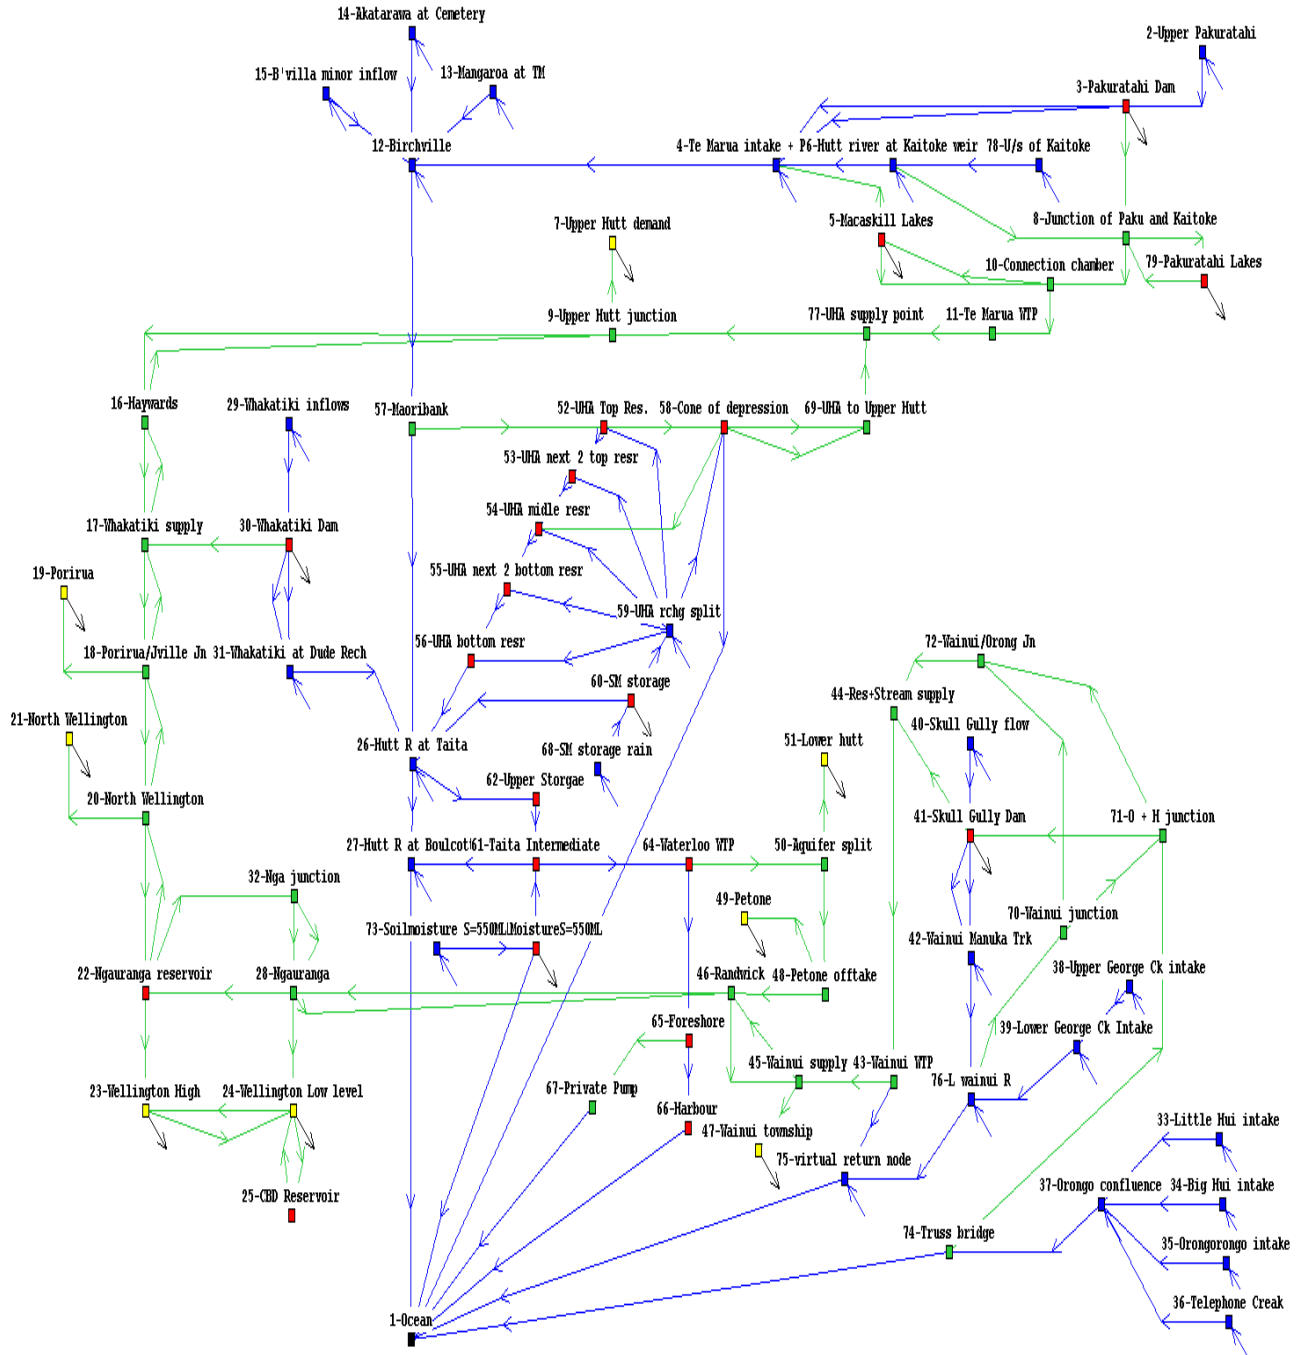 14-Akatarawa at Cemetery
2-Upper Pakuratahi
15-B'villa minor inflow
13-Mangaroa at TM
3-Pakuratahi Dam
12-Birchville
4-Te Marua intake + P
6-Hutt river at Kaitoke weir
78-U/s of Kaitoke
7-Upper Hutt demand
5-Macaskill Lakes
8-Junction of Paku and Kaitoke
10-Connection chamber
79-Pakuratahi Lakes
9-Upper Hutt junction
77-UHA supply point
11-Te Marua WTP
16-Haywards
29-Whakatiki inflows
57-Maoribank
52-UHA Top Res.
58-Cone of depression
69-UHA to Upper Hutt
53-UHA next 2 top resr
54-UHA midle resr
17-Whakatiki supply
30-Whakatiki Dam
19-Porirua
55-UHA next 2 bottom resr
59-UHA rchg split
18-Porirua/Jville Jn
31-Whakatiki at Dude Rech
56-UHA bottom resr
72-Wainui/Orong Jn
60-SM storage
44-Res+Stream supply
21-North Wellington
40-Skull Gully flow
26-Hutt R at Taita
68-SM storage rain
51-Lower hutt
62-Upper Storgae
20-North Wellington
41-Skull Gully Dam
71-O + H junction
27-Hutt R at Boulcot
61-Taita Intermediate
64-Waterloo WTP
50-Aquifer split
32-Nga junction
49-Petone
70-Wainui junction
73-Soilmoisture S=550ML
MoistureS=550ML
42-Wainui Manuka Trk
22-Ngauranga reservoir
28-Ngauranga
46-Randwick
48-Petone offtake
38-Upper George Ck intake
65-Foreshore
39-Lower George Ck Intake
23-Wellington High
24-Wellington Low level
67-Private Pump
45-Wainui supply
43-Wainui WTP
76-L wainui R
66-Harbour
47-Wainui township
33-Little Hui intake
75-virtual return node
25-CBD Reservoir
37-Orongo confluence
34-Big Hui intake
74-Truss bridge
35-Orongorongo intake
36-Telephone Creak
1-Ocean